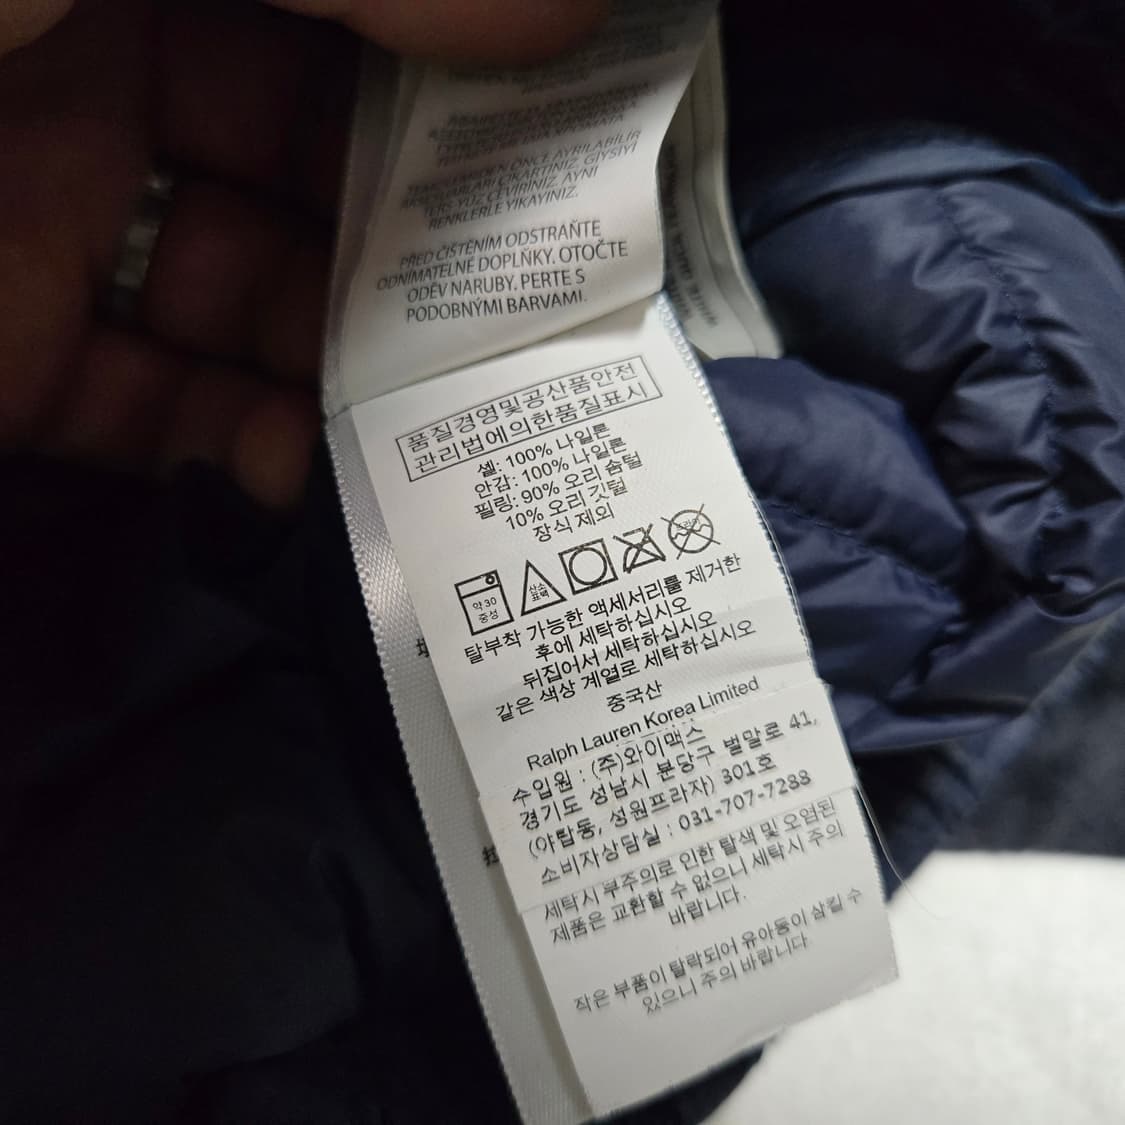 TEMİZLEMEDEN ÖNCE AYRILABİLİR
AKSESUARLARI ÇIKARTINIZ. GİYSİYİ
TERS-YÜZ ÇEVİRİNİZ. AYNI
RENKLERLE YIKAYINIZ.
PŘED ČIŠTĚNÍM ODSTRAŇTE
ODNÍMATELNÉ DOPLŇKY. OTOČTE
ODĚV NARUBY. PERTE S
PODOBNÝMI BARVAMI.
품질경영및공산품안전
관리법에의한품질표시
셸: 100% 나일론
안감: 100% 나일론
필링: 90% 오리 솜털
10% 오리 깃털
장식 제외
약 30
중성
산소
표백
드라이
탈부착 가능한 액세서리를 제거한
후에 세탁하십시오
뒤집어서 세탁하십시오
같은 색상 계열로 세탁하십시오
중국산
Ralph Lauren Korea Limited
수입원 : (주)와이맥스
경기도 성남시 분당구 벌말로 41,
(야탑동, 성원프라자) 301호
소비자상담실 : 031-707-7288
세탁시 부주의로 인한 탈색 및 오염된
제품은 교환할 수 없으니 세탁시 주의
바랍니다.
작은 부품이 탈락되어 유아동이 삼킬 수
있으니 주의 바랍니다.